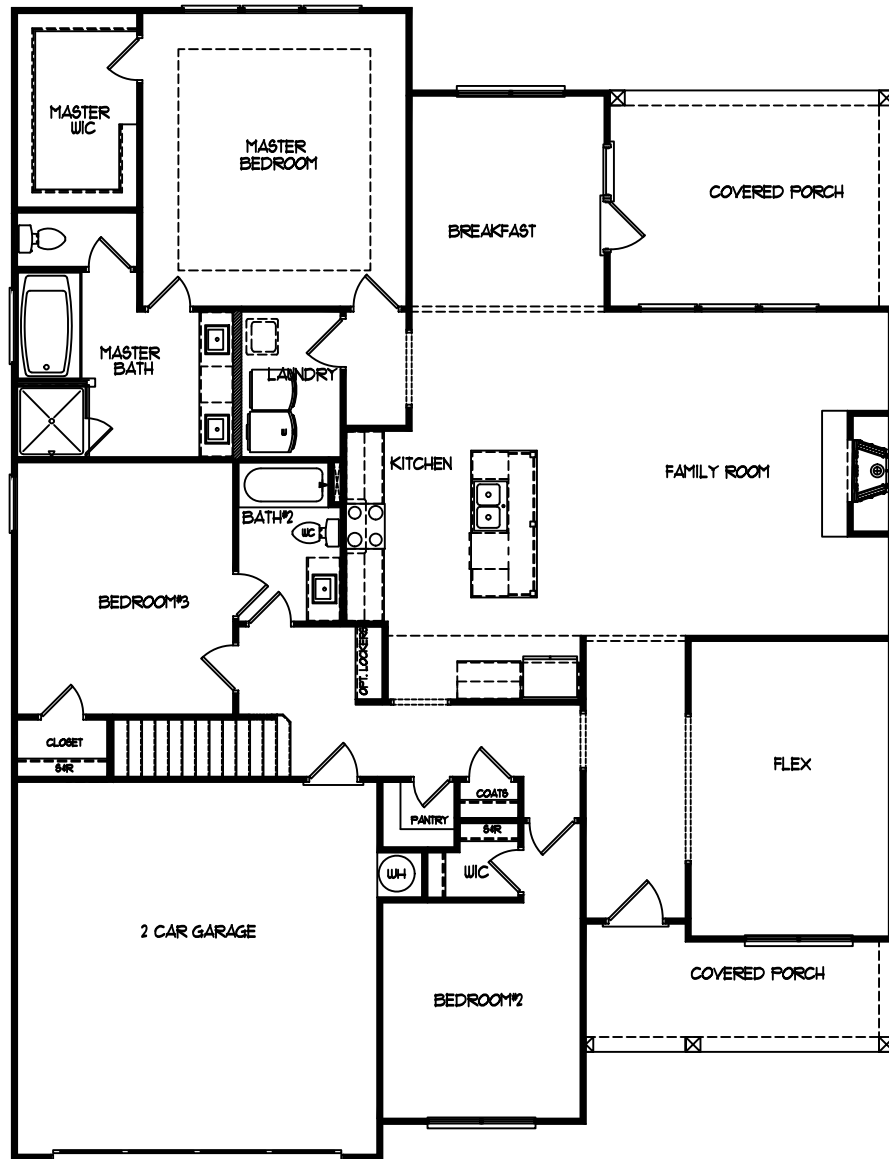 MASTER
WIC
MASTER
BEDROOM
COVERED PORCH
BREAKFAST
MASTER
BATH
LAUNDRY
KITCHEN
FAMILY ROOM
BATH#2
WC
BEDROOM#3
OPT. LOCKERS
CLOSET
S&R
FLEX
COATS
PANTRY
S&R
WH
WIC
2 CAR GARAGE
COVERED PORCH
BEDROOM#2